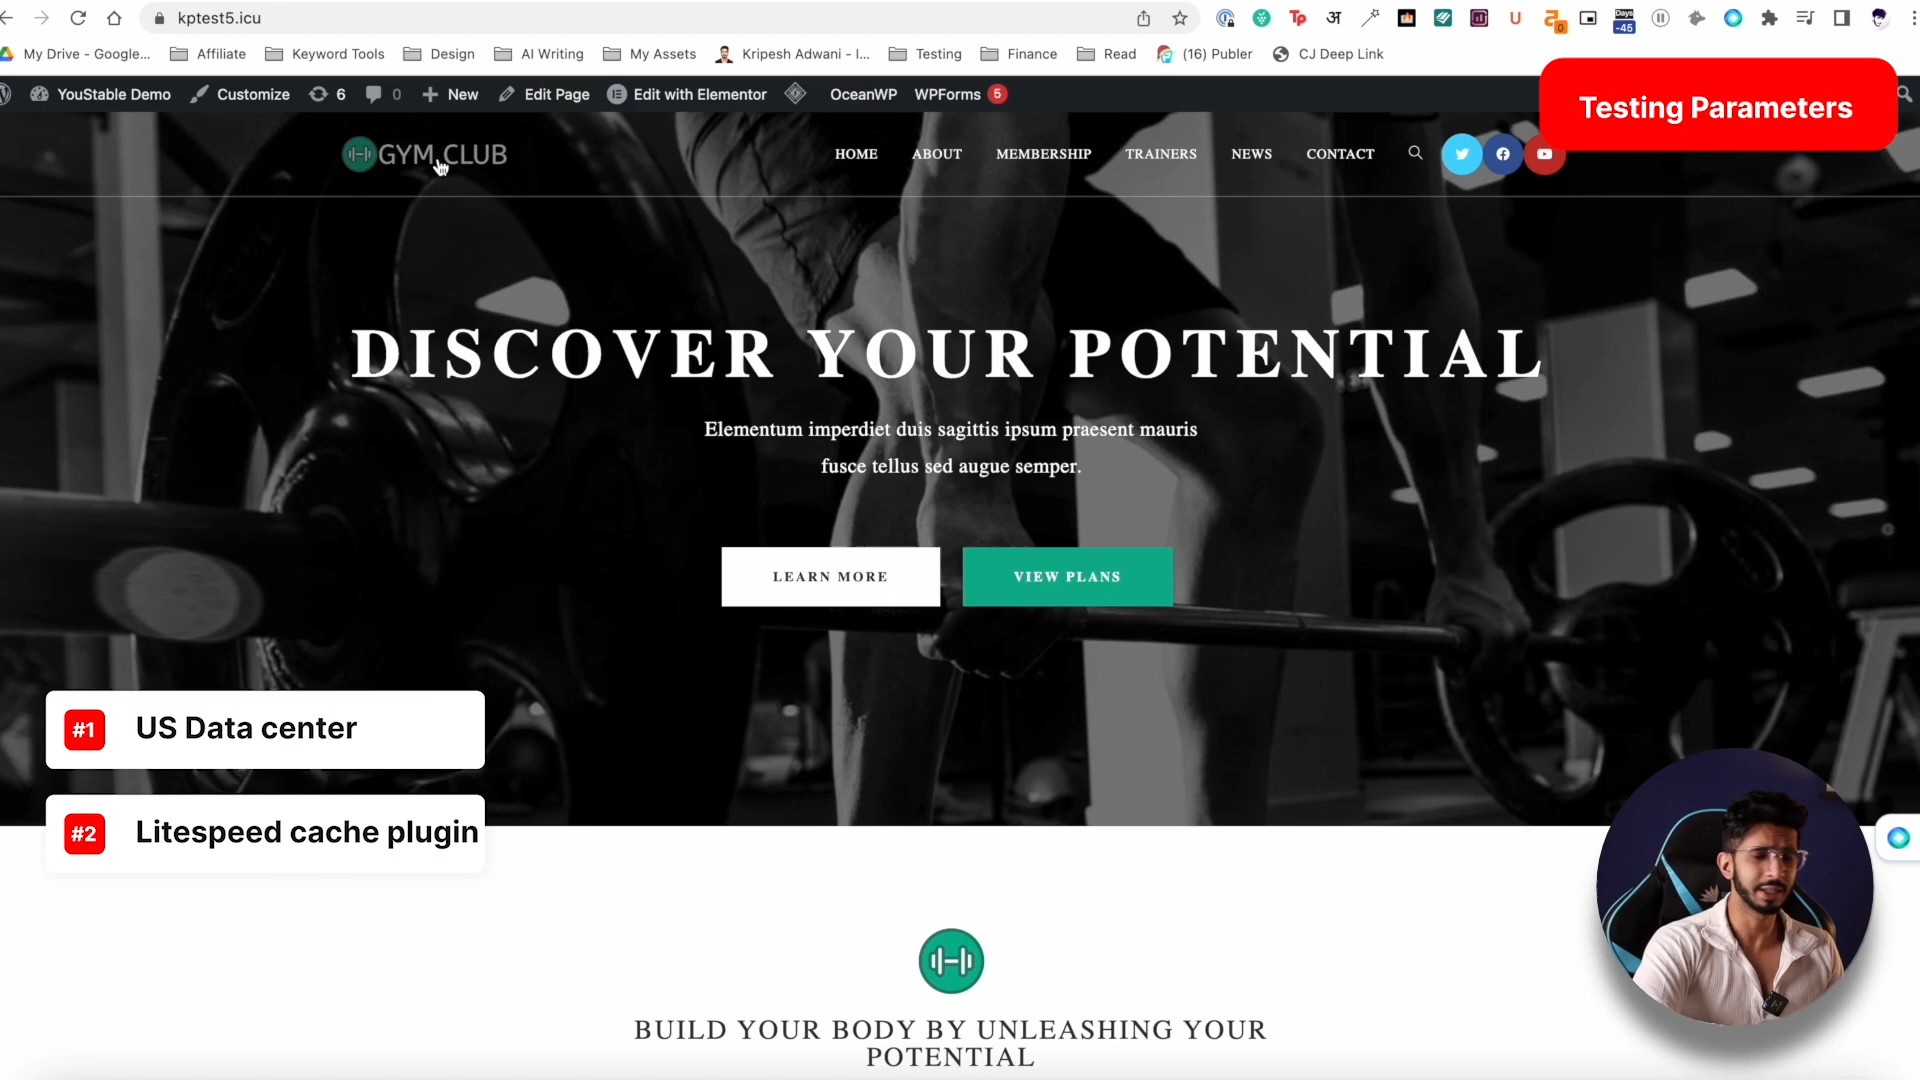 kptest5.icu
Tp
अ
U
0
Days
-45
My Drive - Google...
Affiliate
Keyword Tools
Design
AI Writing
My Assets
Kripesh Adwani - I...
Testing
Finance
Read
(16) Publer
CJ Deep Link
YouStable Demo
Customize
6
0
New
Edit Page
Edit with Elementor
OceanWP
WPForms
5
Testing Parameters
GYM CLUB
HOME
ABOUT
MEMBERSHIP
TRAINERS
NEWS
CONTACT
DISCOVER YOUR POTENTIAL
Elementum imperdiet duis sagittis ipsum praesent mauris
fusce tellus sed augue semper.
LEARN MORE
VIEW PLANS
#1
US Data center
#2
Litespeed cache plugin
BUILD YOUR BODY BY UNLEASHING YOUR
POTENTIAL